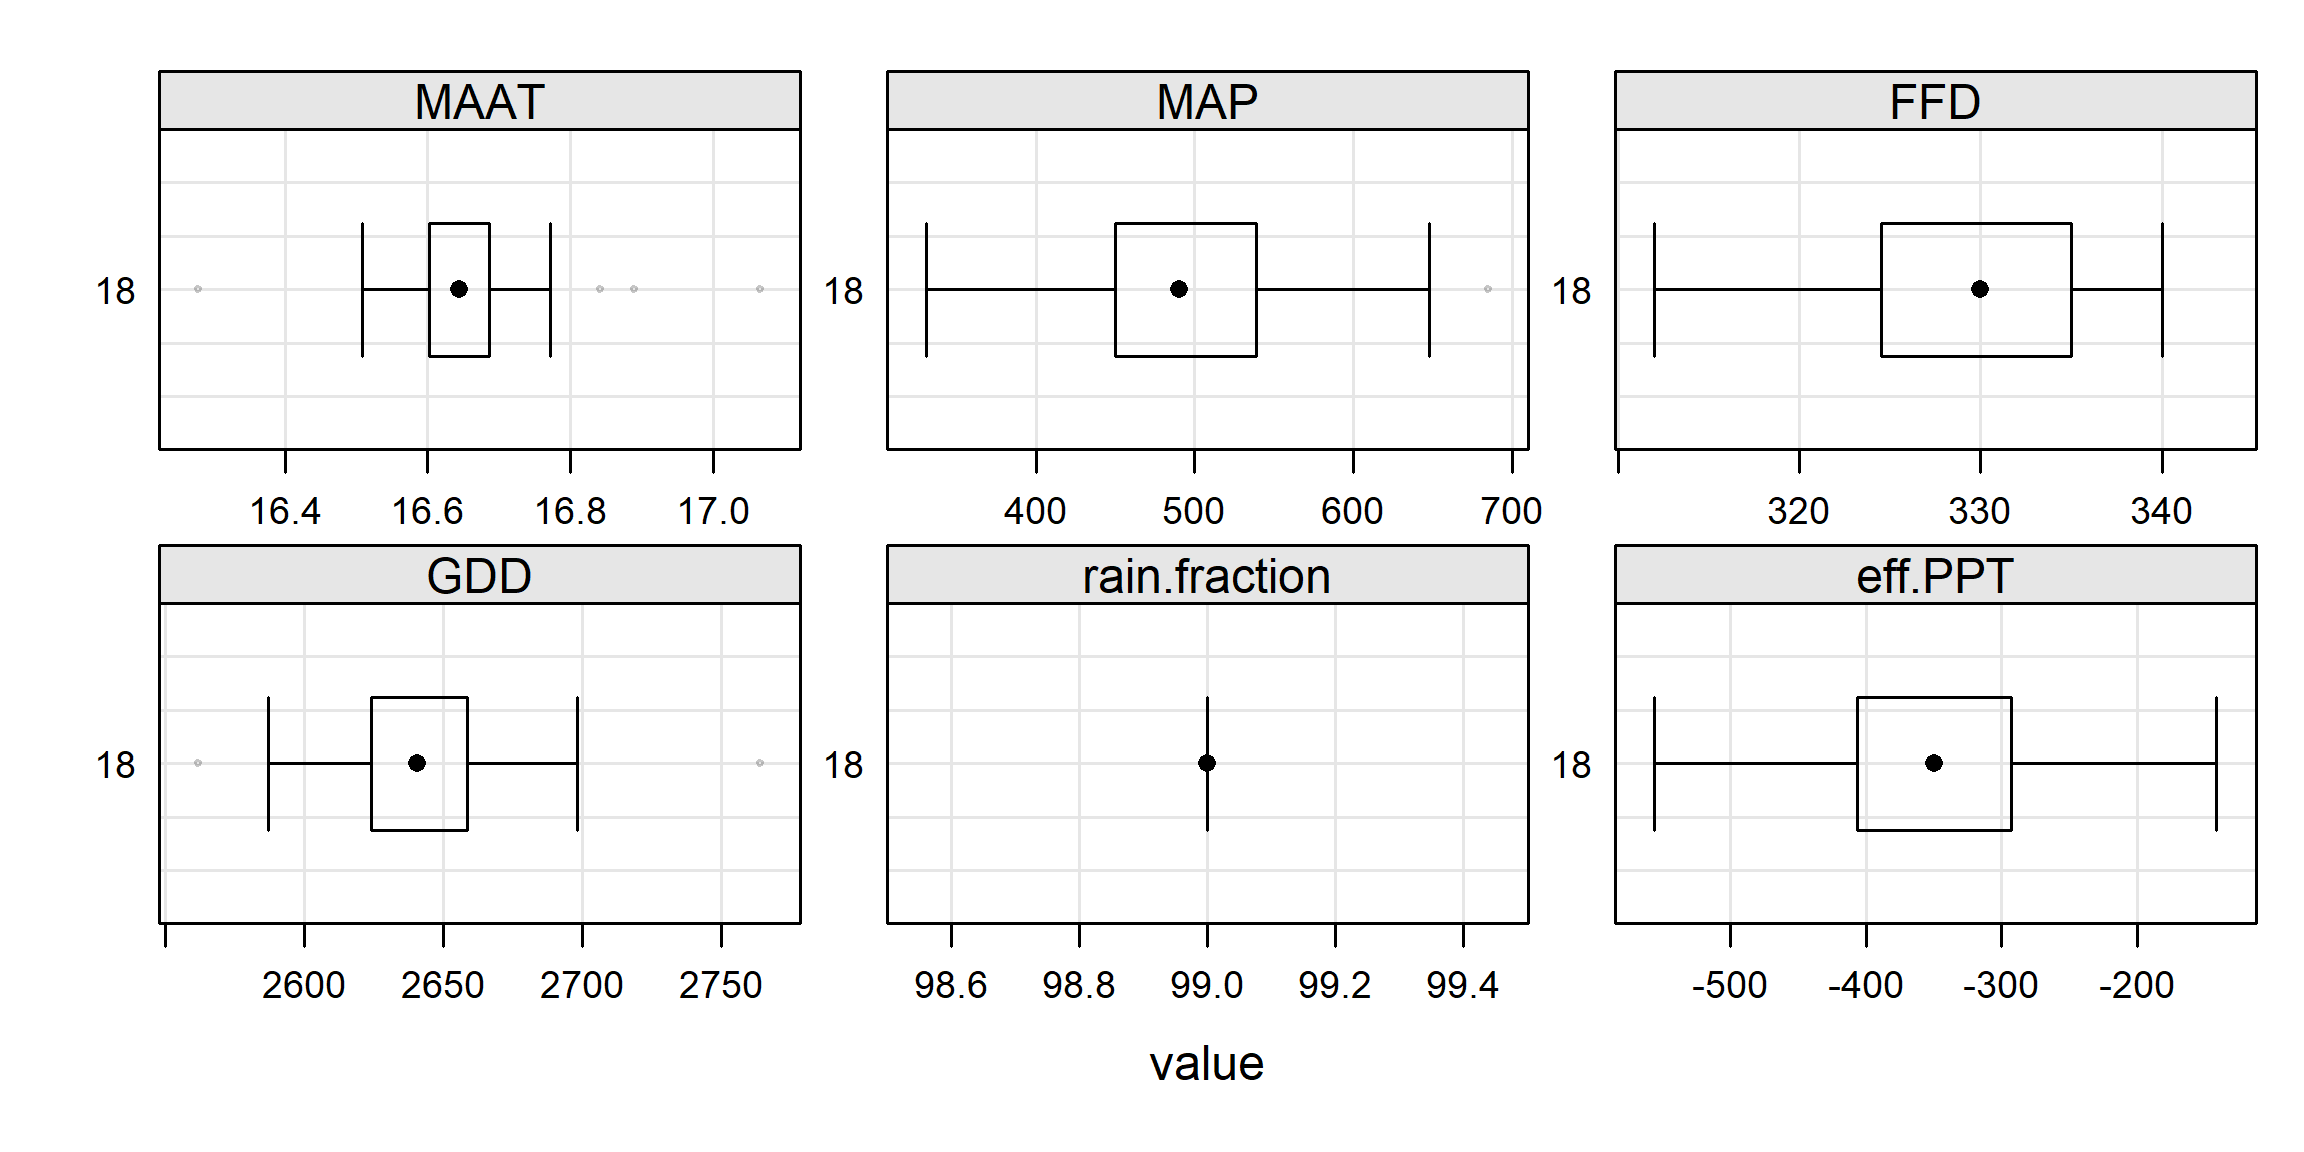 MAAT MAP FFD
18 18 18
16.4 16.6 16.8 17.0 400 500 600 700 320 330 340
GDD rain.fraction eff.PPT
18 18 18
2600 2650 2700 2750 98.6 98.8 99.0 99.2 99.4 -500 -400 -300 -200
value